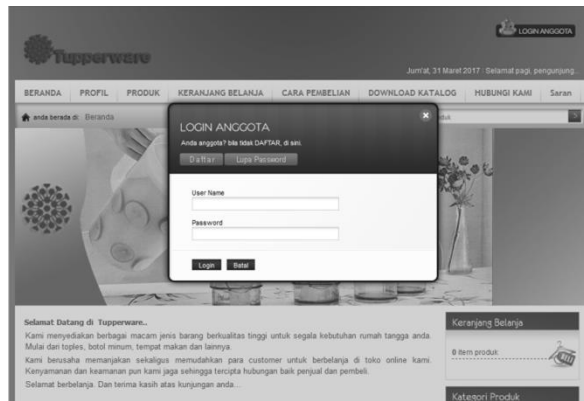 LOGIN ANGGOTA
Tupperware
Jum'at, 31 Maret 2017 - Selamat pagi, pengunjung...
BERANDA PROFIL PRODUK KERANJANG BELANJA CARA PEMBELIAN DOWNLOAD KATALOG HUBUNGI KAMI Saran
anda berada di: Beranda
LOGIN ANGGOTA
Anda anggota? bila tidak DAFTAR, di sini.
Daftar Lupa Password
User Name
Password
Login Batal
Selamat Datang di Tupperware..
Kami menyediakan berbagai macam jenis barang berkualitas tinggi untuk segala kebutuhan rumah tangga anda.
Mulai dari toples, botol minum, tempat makan dan lainnya.
Kami berusaha memanjakan sekaligus memudahkan para customer untuk berbelanja di toko online kami.
Kenyamanan dan keamanan pun kami jaga sehingga tercipta hubungan baik penjual dan pembeli.
Selamat berbelanja. Dan terima kasih atas kunjungan anda...
Keranjang Belanja
0 item produk
BELI
Kategori Produk